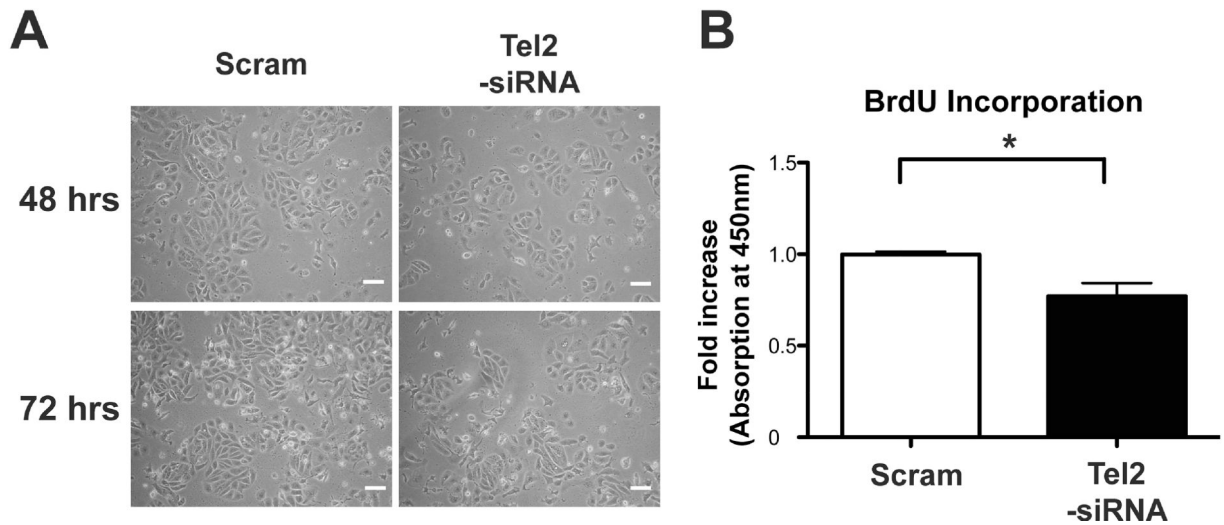 A
Scram
Tel2
-siRNA
48 hrs
72 hrs
B
BrdU Incorporation
*
Fold increase
(Absorption at 450nm)
1.5
1.0
0.5
0
Scram
Tel2
-siRNA